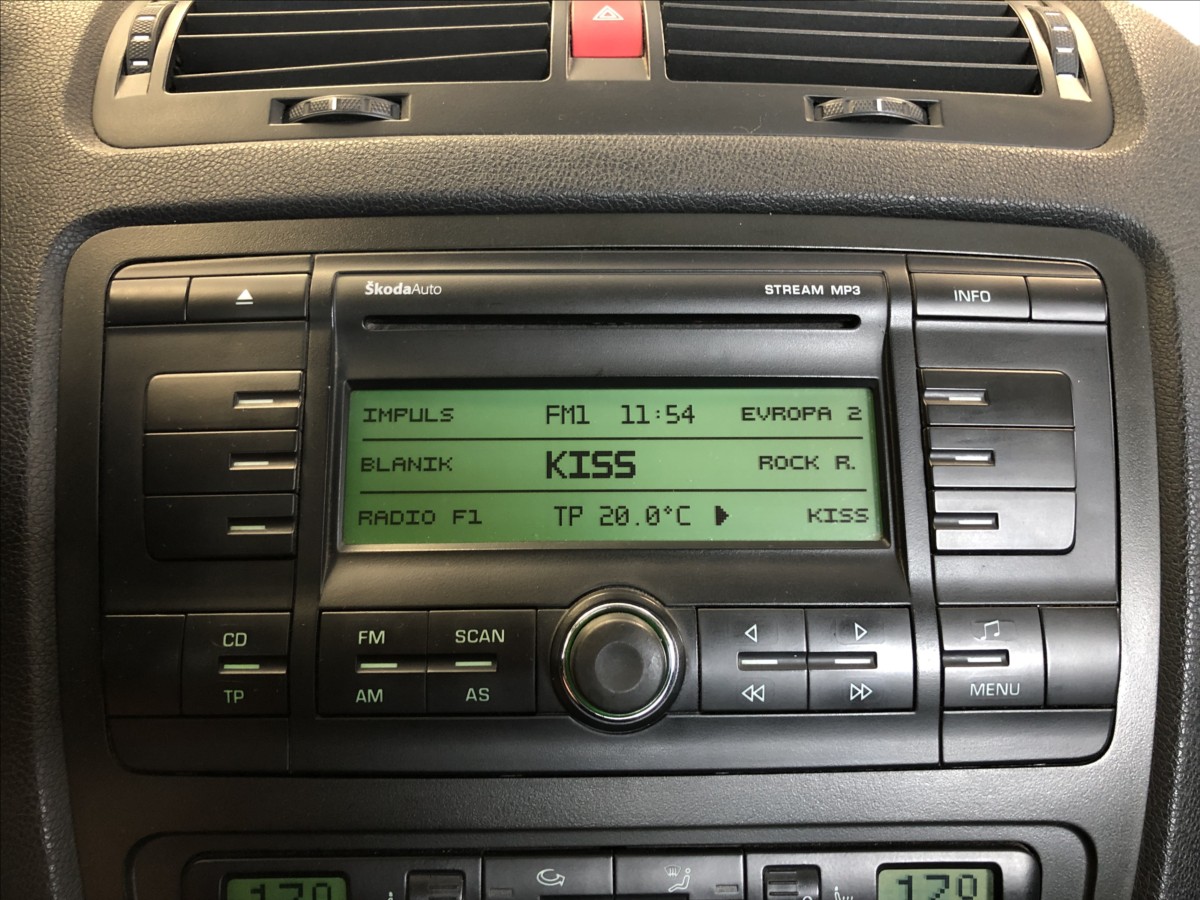 ŠkodaAuto STREAM MP3
INFO
IMPULS FM1 11:54 EVROPA 2
BLANIK KISS ROCK R.
RADIO F1 TP 20.0°C KISS
CD FM SCAN
TP AM AS MENU